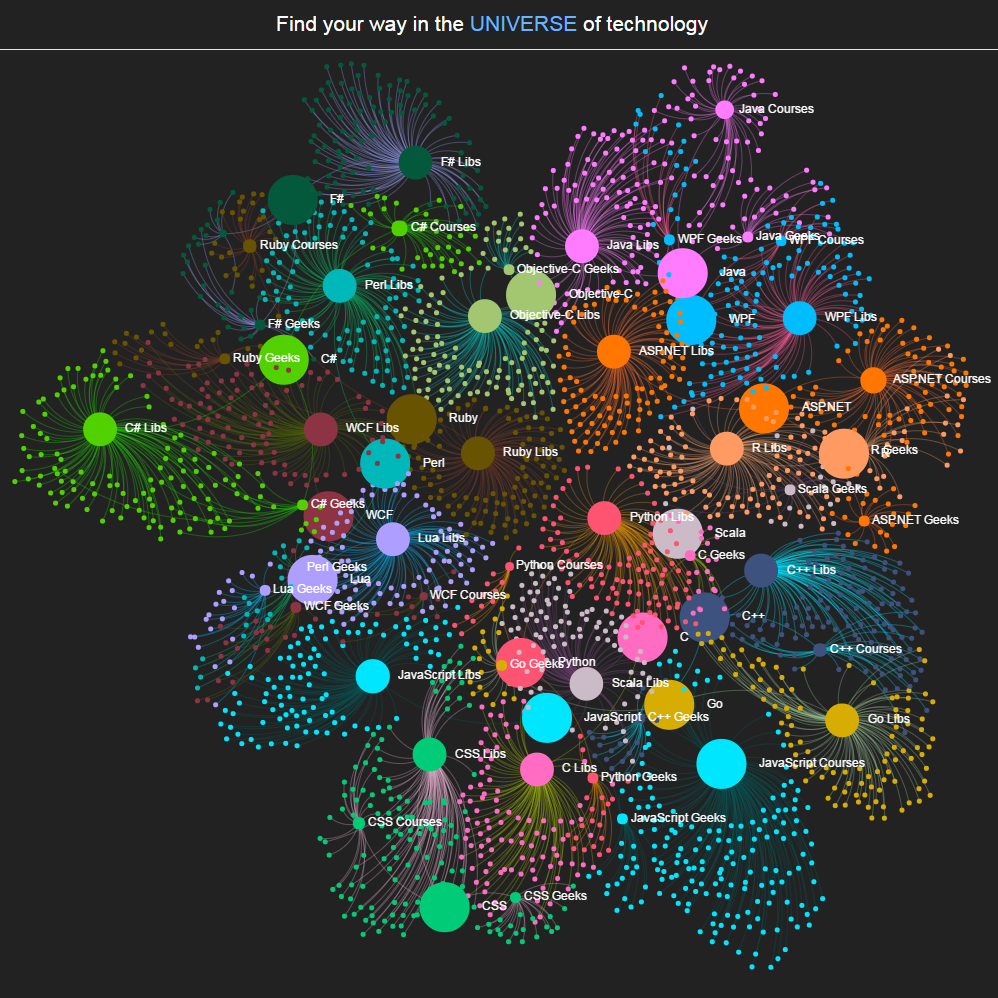 Find your way in the UNIVERSE of technology
Java Courses
F# Libs
F#
C# Courses
Ruby Courses
Java Libs
WPF Geeks
Java Geeks
WPF Courses
Objective-C Geeks
Java
Perl Libs
Objective-C
Objective-C Libs
WPF
WPF Libs
F# Geeks
ASP.NET Libs
Ruby Geeks
C#
ASP.NET Courses
ASP.NET
Ruby
C# Libs
WCF Libs
R Libs
R
R Geeks
Ruby Libs
Perl
Scala Geeks
C# Geeks
WCF
Python Libs
ASP.NET Geeks
Scala
Lua Libs
C Geeks
Perl Geeks
Python Courses
C++ Libs
Lua
Lua Geeks
WCF Courses
WCF Geeks
C++
C
C++ Courses
Go Geeks
Python
JavaScript Libs
Scala Libs
Go
JavaScript
C++ Geeks
Go Libs
CSS Libs
JavaScript Courses
C Libs
Python Geeks
CSS Courses
JavaScript Geeks
CSS Geeks
CSS